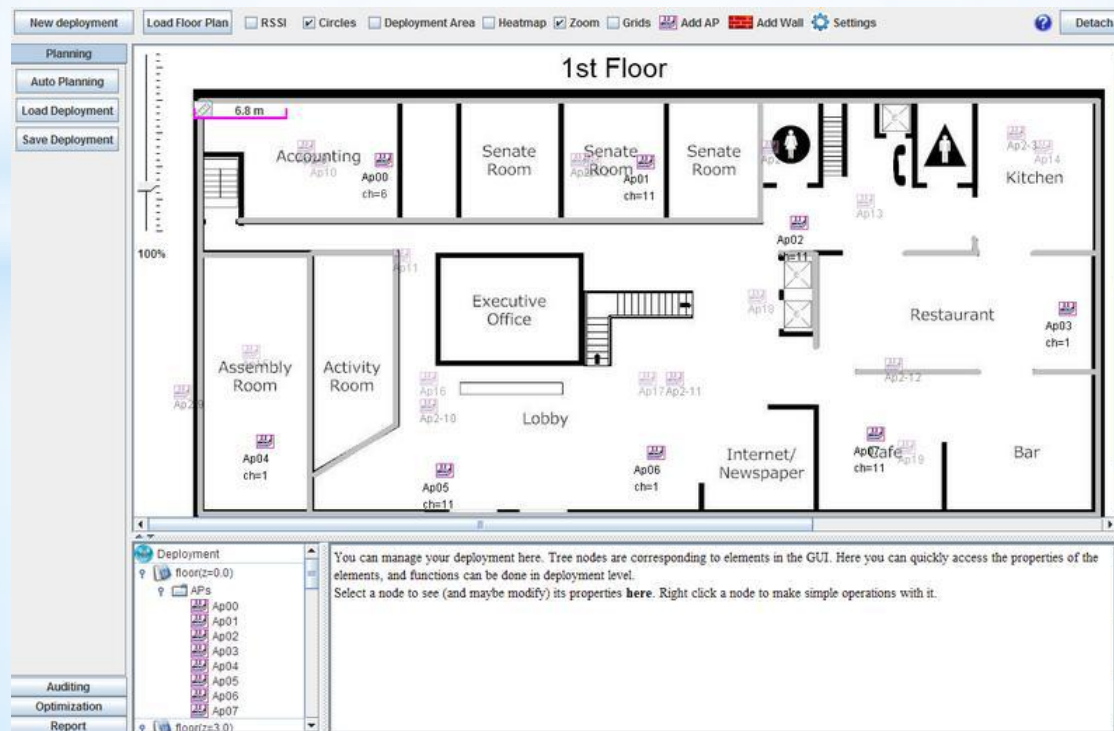 New deployment
Load Floor Plan
RSSI
Circles
Deployment Area
Heatmap
Zoom
Grids
Add AP
Add Wall
Settings
Detach
Planning
Auto Planning
Load Deployment
Save Deployment
100%
1st Floor
6.8 m
Accounting
Ap10
Ap00
ch=6
Senate
Room
Senate
Room
Ap01
ch=11
Senate
Room
Ap2-3
Ap14
Kitchen
Ap13
Ap02
ch=11
Ap11
Executive
Office
Ap18
Restaurant
Ap03
ch=1
Assembly
Room
Activity
Room
Ap2-9
Ap16
Ap2-10
Lobby
Ap17
Ap2-11
Ap2-12
Ap04
ch=1
Ap05
ch=11
Ap06
ch=1
Internet/
Newspaper
Ap07
Cafe
ch=11
Ap19
Bar
Deployment
floor(z=0.0)
APs
Ap00
Ap01
Ap02
Ap03
Ap04
Ap05
Ap06
Ap07
floor(z=3.0)
You can manage your deployment here. Tree nodes are corresponding to elements in the GUI. Here you can quickly access the properties of the
elements, and functions can be done in deployment level.
Select a node to see (and maybe modify) its properties here. Right click a node to make simple operations with it.
Auditing
Optimization
Report